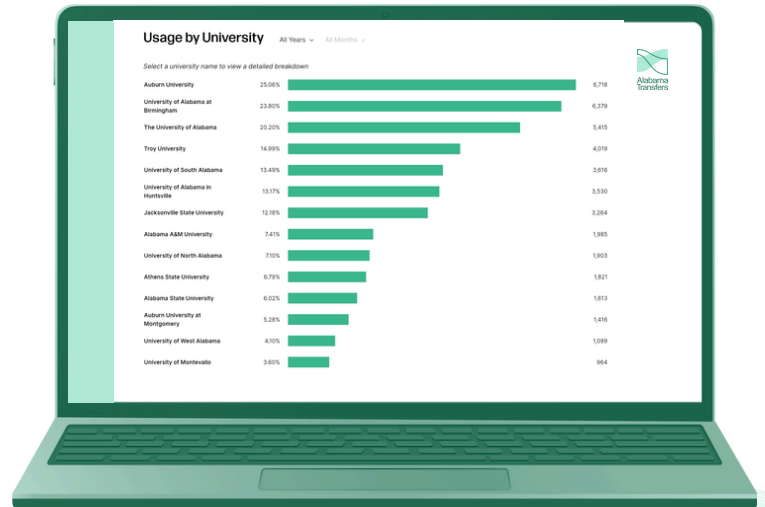 Usage by University All Years All Months
Select a university name to view a detailed breakdown
Auburn University 25.06% 6,718
University of Alabama at
Birmingham 23.80% 6,379
The University of Alabama 20.20% 5,415
Troy University 14.99% 4,019
University of South Alabama 13.49% 3,616
University of Alabama in
Huntsville 13.17% 3,530
Jacksonville State University 12.18% 3,264
Alabama A&M University 7.41% 1,985
University of North Alabama 7.10% 1,903
Athens State University 6.79% 1,821
Alabama State University 6.02% 1,613
Auburn University at
Montgomery 5.28% 1,416
University of West Alabama 4.10% 1,099
University of Montevallo 3.60% 964
Alabama
Transfers